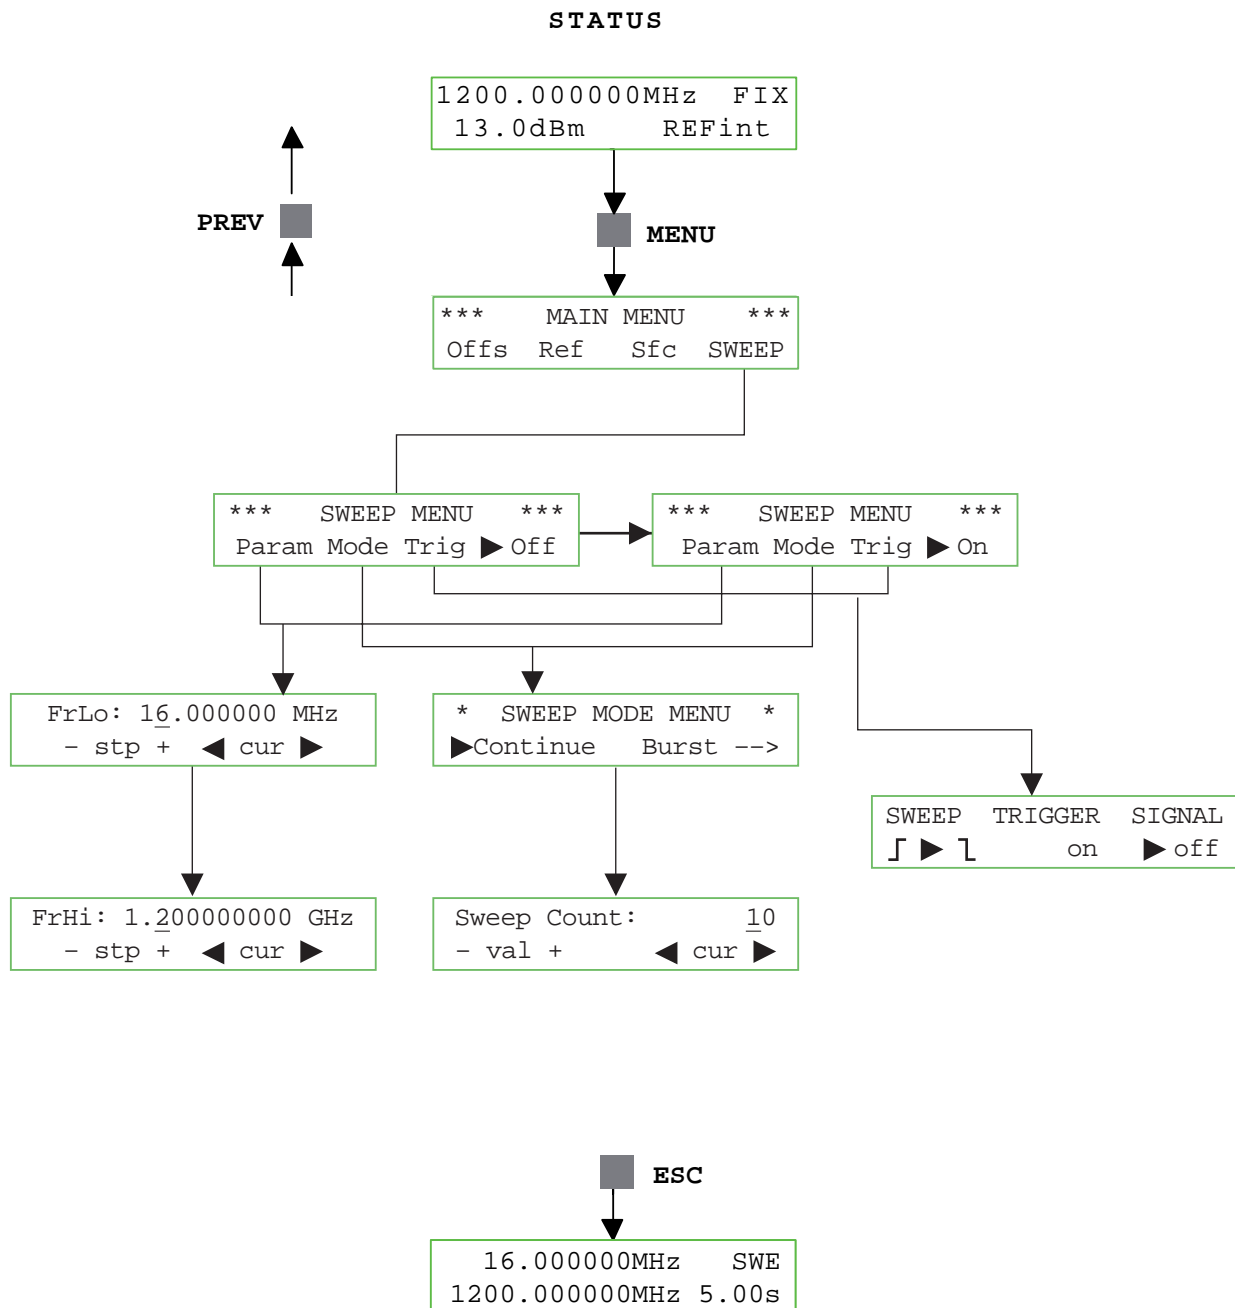 STATUS
1200.000000MHz FIX
13.0dBm REFint
PREV
MENU
*** MAIN MENU ***
Offs Ref Sfc SWEEP
*** SWEEP MENU ***
Param Mode Trig ▶ Off
*** SWEEP MENU ***
Param Mode Trig ▶ On
FrLo: 16.000000 MHz
– stp + ◀ cur ▶
* SWEEP MODE MENU *
▶Continue Burst ––>
SWEEP TRIGGER SIGNAL
▶ on ▶ off
FrHi: 1.200000000 GHz
– stp + ◀ cur ▶
Sweep Count: 10
– val + ◀ cur ▶
ESC
16.000000MHz SWE
1200.000000MHz 5.00s